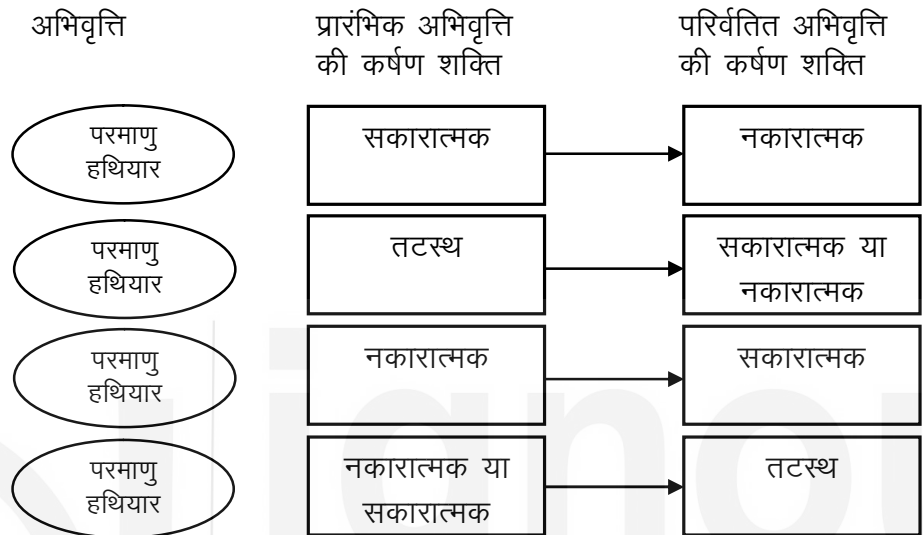 अभिवृत्ति प्रारंभिक अभिवृत्ति परिर्वतित अभिवृत्ति
की कर्षण शक्ति की कर्षण शक्ति
परमाणु
हथियार
सकारात्मक
नकारात्मक
परमाणु
हथियार
तटस्थ
सकारात्मक या
नकारात्मक
परमाणु
हथियार
नकारात्मक
सकारात्मक
परमाणु
हथियार
नकारात्मक या
सकारात्मक
तटस्थ